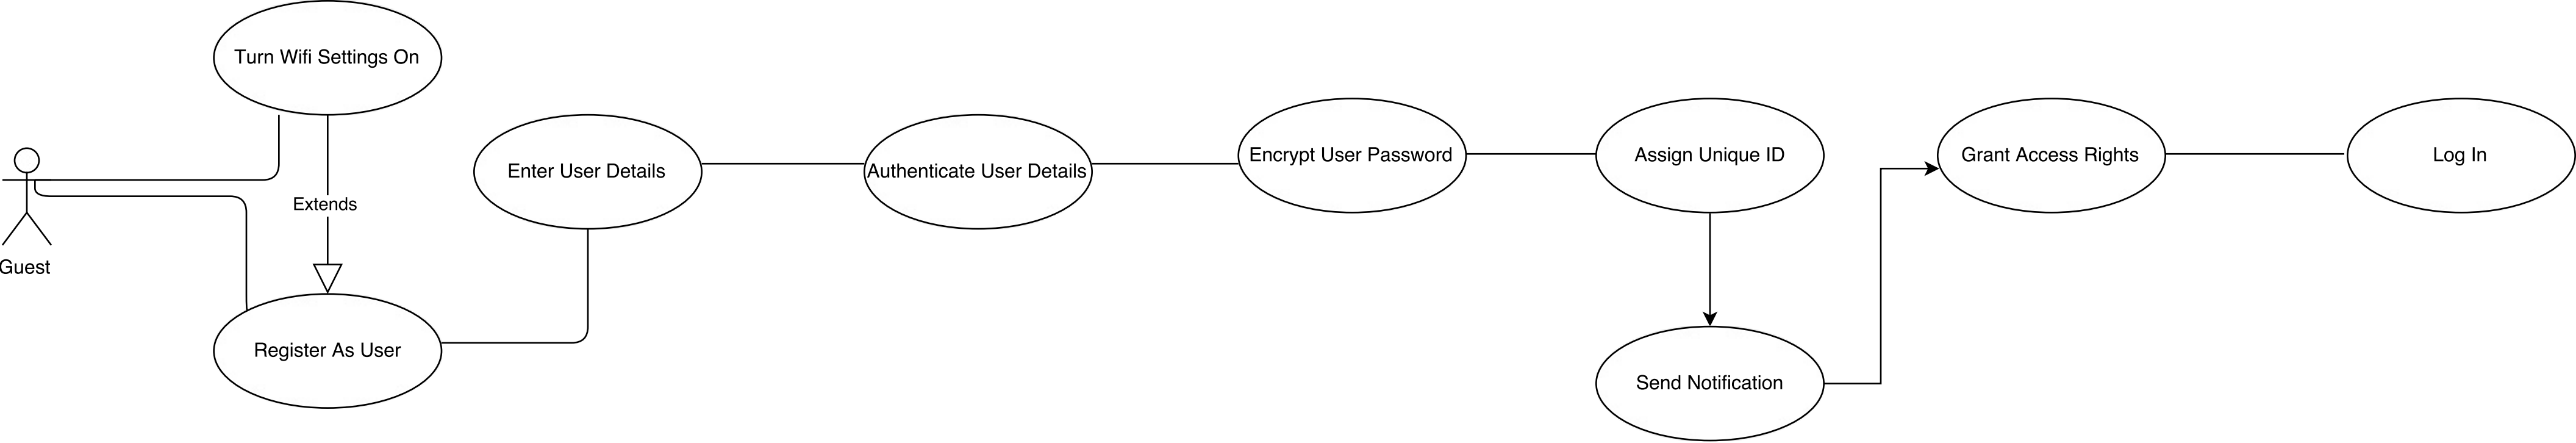 Turn Wifi Settings On
Extends
Guest
Register As User
Enter User Details
Authenticate User Details
Encrypt User Password
Assign Unique ID
Send Notification
Grant Access Rights
Log In